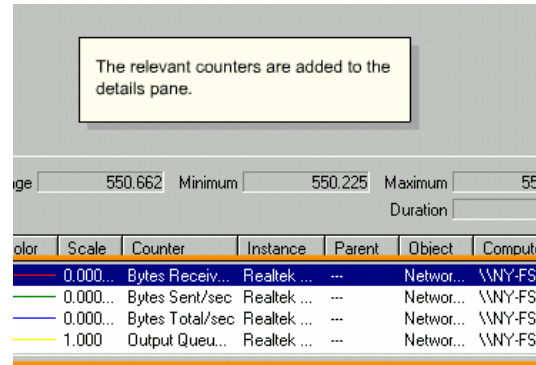 The relevant counters are added to the
details pane.
age 550.662 Minimum 550.225 Maximum 55
Duration
olor Scale Counter Instance Parent Object Compute
0.000... Bytes Receiv... Realtek ... --- Networ... \\NY-FS
0.000... Bytes Sent/sec Realtek ... --- Networ... \\NY-FS
0.000... Bytes Total/sec Realtek ... --- Networ... \\NY-FS
1.000 Output Queu... Realtek ... --- Networ... \\NY-FS